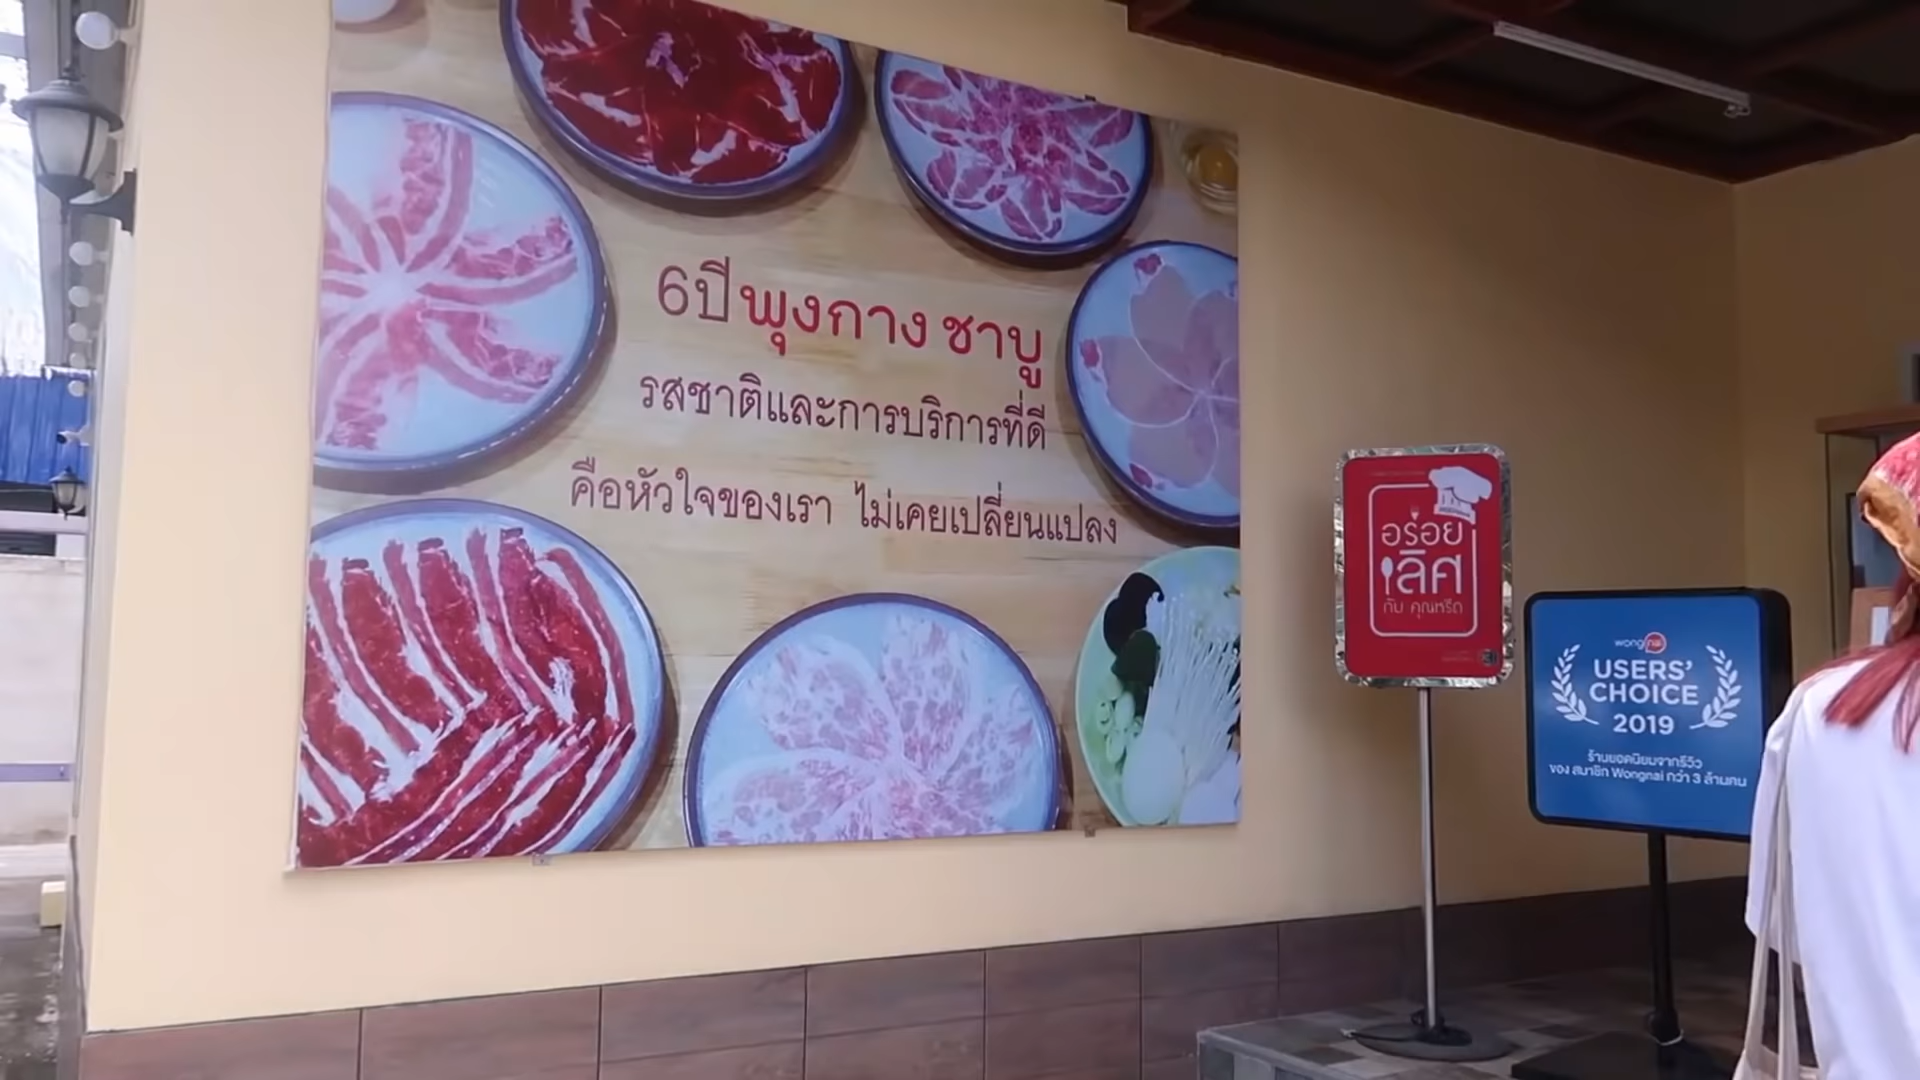 6ปีพุงกาง ชาบู
รสชาติและการบริการที่ดี
คือหัวใจของเรา ไม่เคยเปลี่ยนแปลง
อร่อย
เลิศ
กับ คุณหรีด
wongnai
USERS'
CHOICE
2019
ร้านยอดนิยมจากรีวิว
ของ สมาชิก Wongnai กว่า 3 ล้านคน